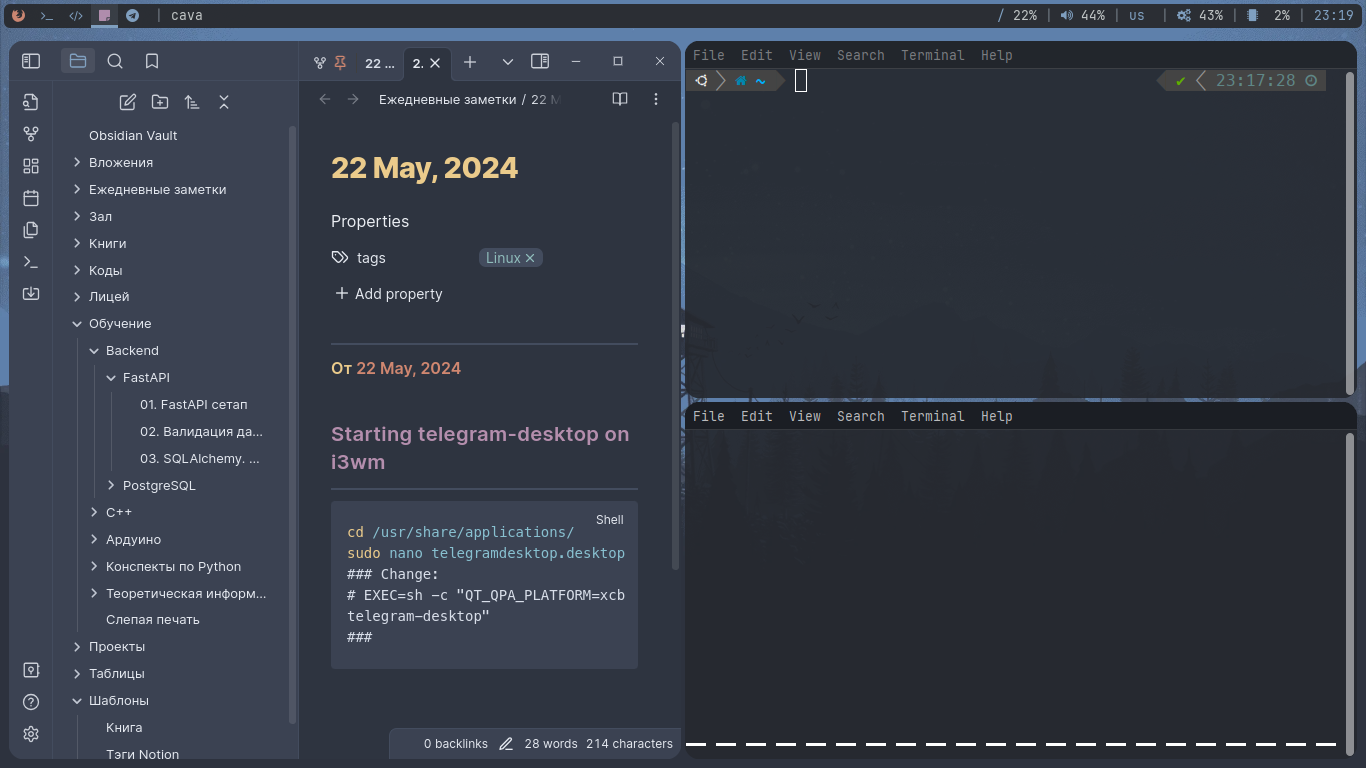 cava
/ 22% | 44% | US | 43% | 2% | 23:19
22 ...
2.
Ежедневные заметки / 22 M
Obsidian Vault
Вложения
Ежедневные заметки
Зал
Книги
Коды
Лицей
Обучение
Backend
FastAPI
01. FastAPI сетап
02. Валидация да...
03. SQLAlchemy. ...
PostgreSQL
C++
Ардуино
Конспекты по Python
Теоретическая информ...
Слепая печать
Проекты
Таблицы
Шаблоны
Книга
Тэги Notion
22 May, 2024
Properties
tags Linux
Add property
От 22 May, 2024
Starting telegram-desktop on
i3wm
Shell
cd /usr/share/applications/
sudo nano telegramdesktop.desktop
### Change:
# EXEC=sh -c "QT_QPA_PLATFORM=xcb
telegram-desktop"
###
0 backlinks 28 words 214 characters
File Edit View Search Terminal Help
~ 23:17:28
File Edit View Search Terminal Help